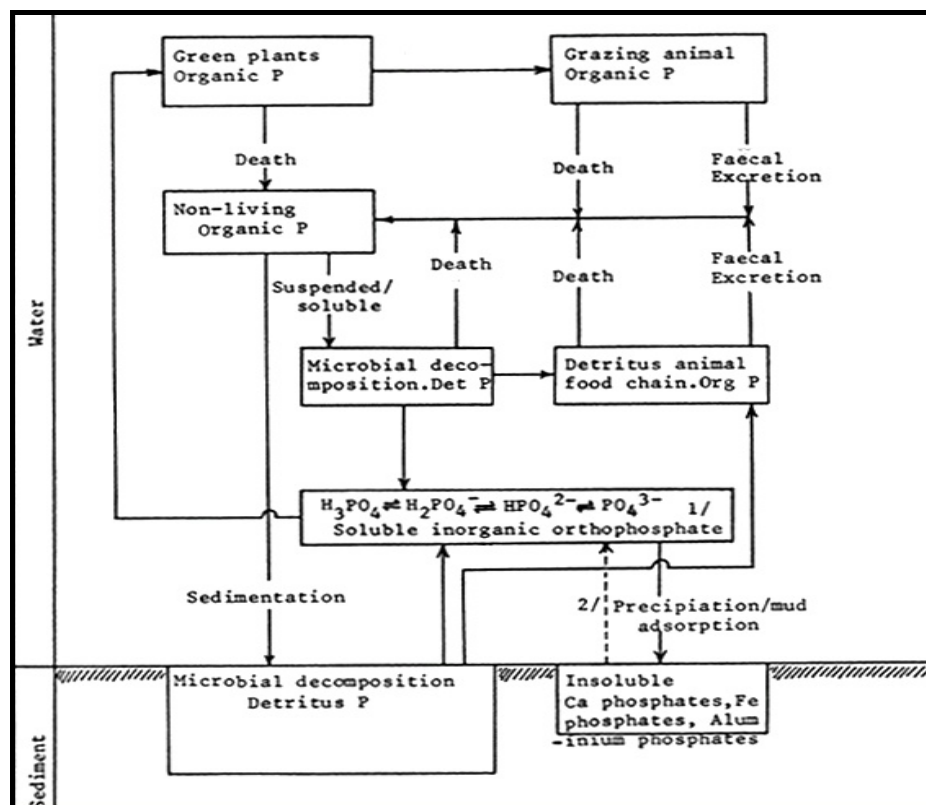 Green plants
Organic P
Grazing animal
Organic P
Death
Death
Faecal
Excretion
Non-living
Organic P
Suspended/
soluble
Death
Death
Faecal
Excretion
Microbial deco-
mposition.Det P
Detritus animal
food chain.Org P
H₃PO₄⇌H₂PO₄⁻⇌ HPO₄²⁻⇌ PO₄³⁻ 1/
Soluble inorganic orthophosphate
Sedimentation
2/ Precipiation/mud
adsorption
Microbial decomposition
Detritus P
Insoluble
Ca phosphates,Fe
phosphates, Alum
-inium phosphates
Water
Sediment